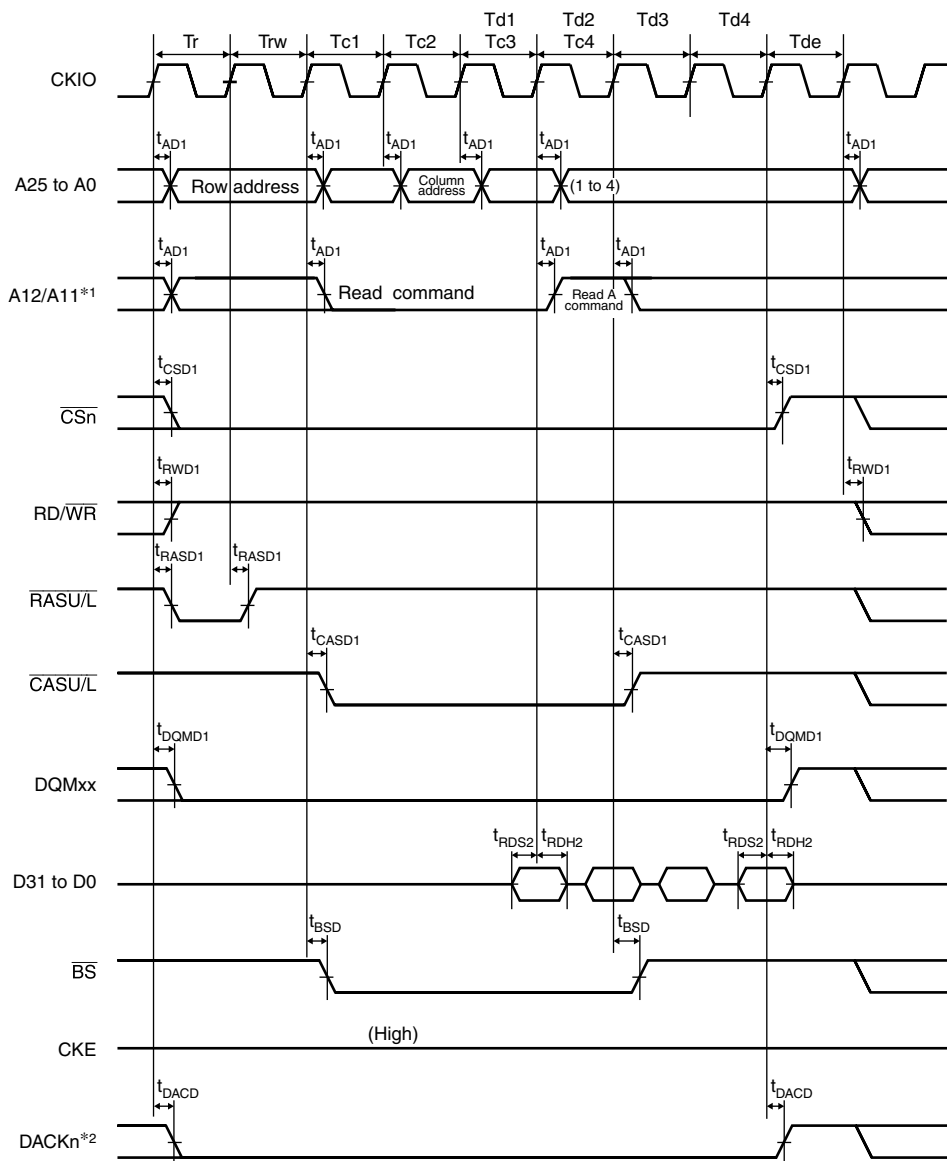 Td1 Td2 Td3 Td4
Tr Trw Tc1 Tc2 Tc3 Tc4 Tde
CKIO
tAD1 tAD1 tAD1 tAD1 tAD1 tAD1
A25 to A0 Row address Column address (1 to 4)
tAD1 tAD1 tAD1 tAD1
A12/A11*1 Read command Read A command
tCSD1 tCSD1
CSn
tRWD1 tRWD1
RD/WR
tRASD1 tRASD1
RASU/L
tCASD1 tCASD1
CASU/L
tDQMD1 tDQMD1
DQMxx
tRDS2 tRDH2 tRDS2 tRDH2
D31 to D0
tBSD tBSD
BS
(High)
CKE
tDACD tDACD
DACKn*2